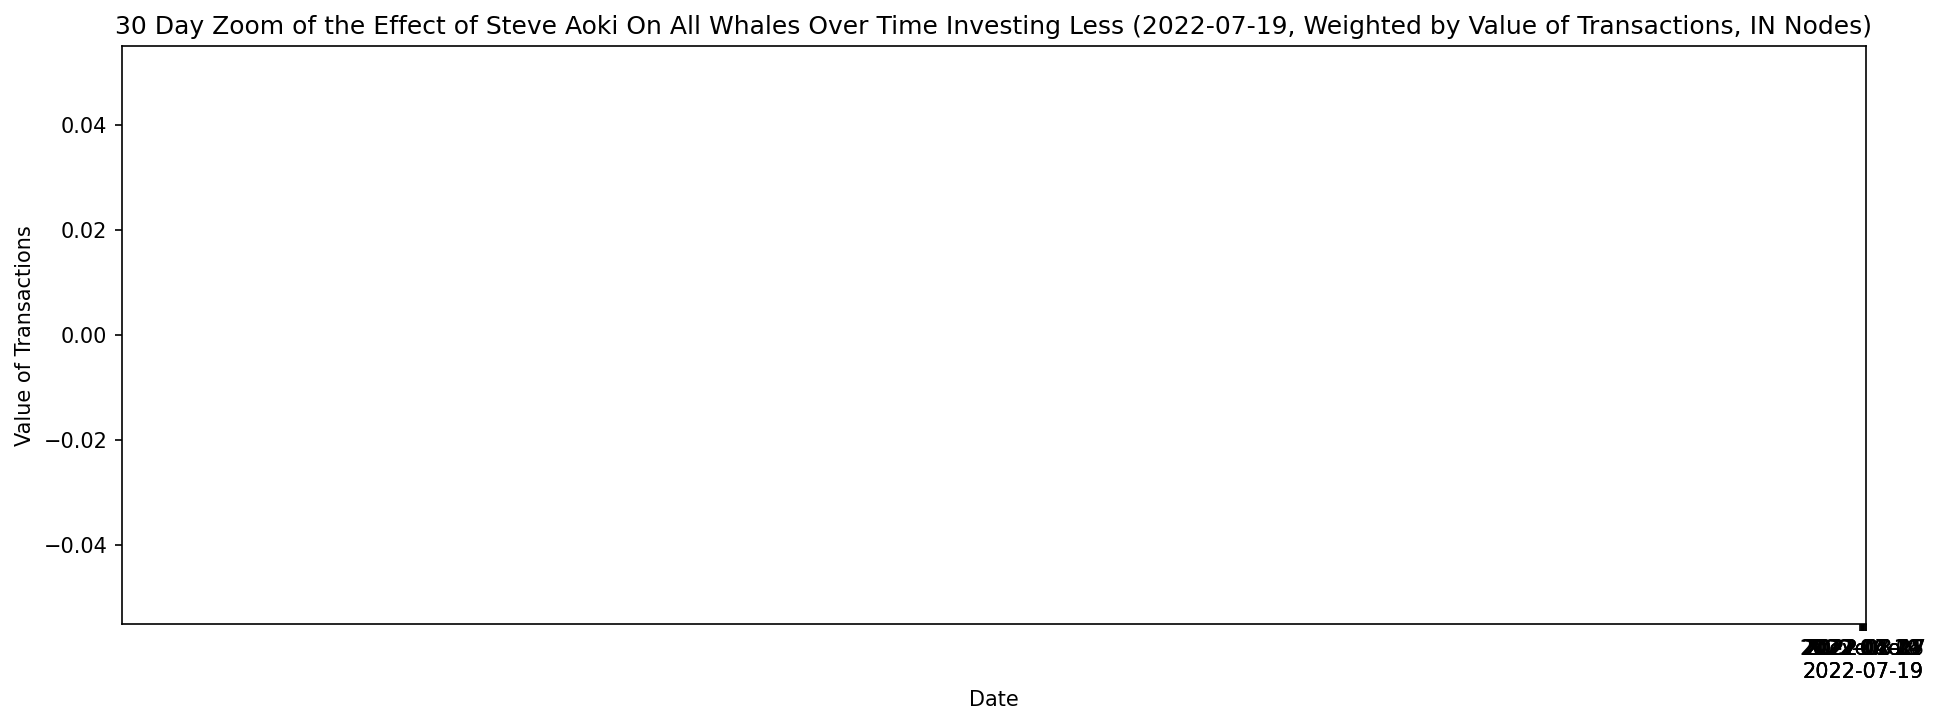 30 Day Zoom of the Effect of Steve Aoki On All Whales Over Time Investing Less (2022-07-19, Weighted by Value of Transactions, IN Nodes)
Value of Transactions
0.04
0.02
0.00
−0.02
−0.04
2022-07-19
Date